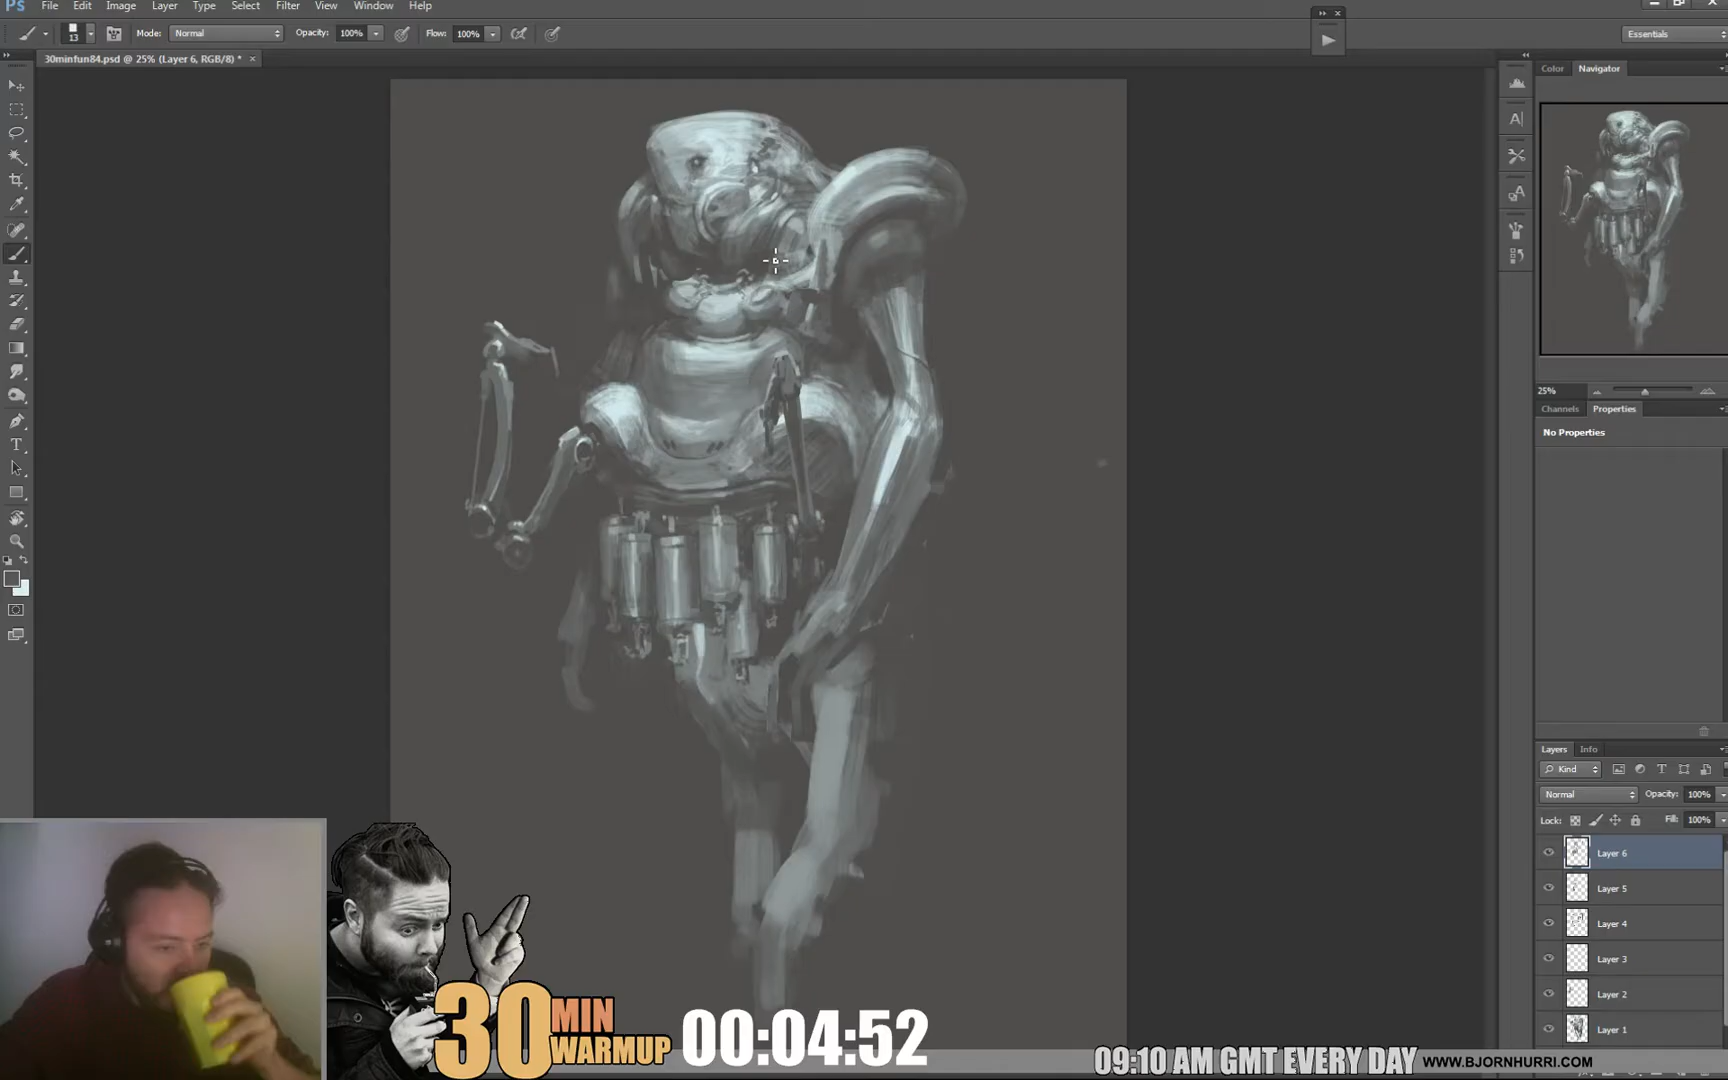 Ps File Edit Image Layer Type Select Filter View Window Help
13 Mode: Normal Opacity: 100% Flow: 100% Essentials
30minfun84.psd @ 25% (Layer 6, RGB/8) * ×
Color Navigator
25%
Channels Properties
No Properties
Layers Info
Kind
Normal Opacity: 100%
Lock: Fill: 100%
Layer 6
Layer 5
Layer 4
Layer 3
Layer 2
Layer 1
30 MIN WARMUP 00:04:52
09:10 AM GMT EVERY DAY WWW.BJORNHURRI.COM